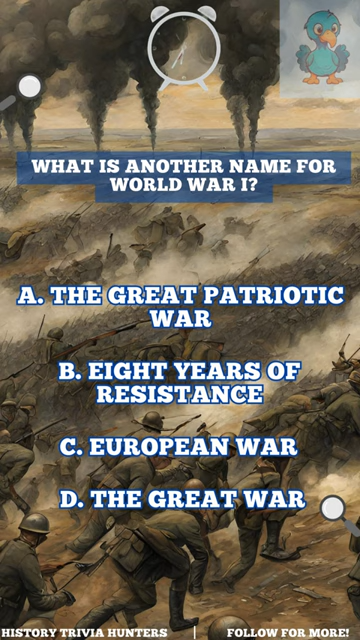 WHAT IS ANOTHER NAME FOR
WORLD WAR I?
A. THE GREAT PATRIOTIC
WAR
B. EIGHT YEARS OF
RESISTANCE
C. EUROPEAN WAR
D. THE GREAT WAR
HISTORY TRIVIA HUNTERS | FOLLOW FOR MORE!